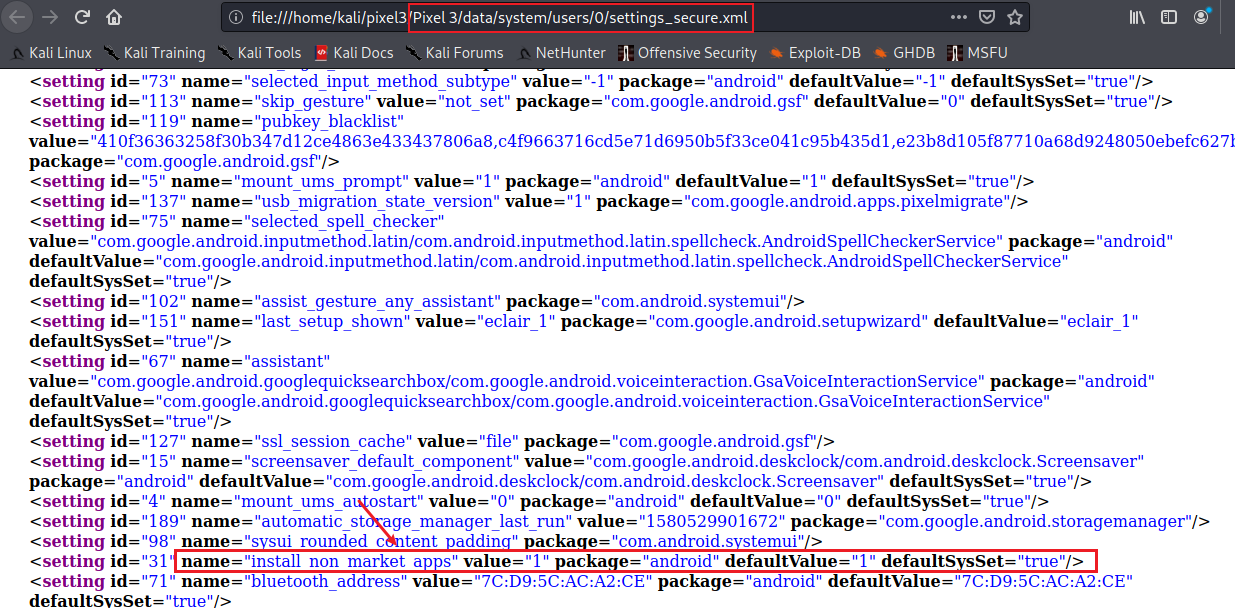 file:///home/kali/pixel3/Pixel 3/data/system/users/0/settings_secure.xml
Kali Linux Kali Training Kali Tools Kali Docs Kali Forums NetHunter Offensive Security Exploit-DB GHDB MSFU
<setting id="73" name="selected_input_method_subtype" value="-1" package="android" defaultValue="-1" defaultSysSet="true"/>
<setting id="113" name="skip_gesture" value="not_set" package="com.google.android.gsf" defaultValue="0" defaultSysSet="true"/>
<setting id="119" name="pubkey_blacklist"
value="410f36363258f30b347d12ce4863e433437806a8,c4f9663716cd5e71d6950b5f33ce041c95b435d1,e23b8d105f87710a68d9248050ebefc627b
package="com.google.android.gsf"/>
<setting id="5" name="mount_ums_prompt" value="1" package="android" defaultValue="1" defaultSysSet="true"/>
<setting id="137" name="usb_migration_state_version" value="1" package="com.google.android.apps.pixelmigrate"/>
<setting id="75" name="selected_spell_checker"
value="com.google.android.inputmethod.latin/com.android.inputmethod.latin.spellcheck.AndroidSpellCheckerService" package="android"
defaultValue="com.google.android.inputmethod.latin/com.android.inputmethod.latin.spellcheck.AndroidSpellCheckerService"
defaultSysSet="true"/>
<setting id="102" name="assist_gesture_any_assistant" package="com.android.systemui"/>
<setting id="151" name="last_setup_shown" value="eclair_1" package="com.google.android.setupwizard" defaultValue="eclair_1"
defaultSysSet="true"/>
<setting id="67" name="assistant"
value="com.google.android.googlequicksearchbox/com.google.android.voiceinteraction.GsaVoiceInteractionService" package="android"
defaultValue="com.google.android.googlequicksearchbox/com.google.android.voiceinteraction.GsaVoiceInteractionService"
defaultSysSet="true"/>
<setting id="127" name="ssl_session_cache" value="file" package="com.google.android.gsf"/>
<setting id="15" name="screensaver_default_component" value="com.google.android.deskclock/com.android.deskclock.Screensaver"
package="android" defaultValue="com.google.android.deskclock/com.android.deskclock.Screensaver" defaultSysSet="true"/>
<setting id="4" name="mount_ums_autostart" value="0" package="android" defaultValue="0" defaultSysSet="true"/>
<setting id="189" name="automatic_storage_manager_last_run" value="1580529901672" package="com.google.android.storagemanager"/>
<setting id="98" name="sysui_rounded_content_padding" package="com.android.systemui"/>
<setting id="31" name="install_non_market_apps" value="1" package="android" defaultValue="1" defaultSysSet="true"/>
<setting id="71" name="bluetooth_address" value="7C:D9:5C:AC:A2:CE" package="android" defaultValue="7C:D9:5C:AC:A2:CE"
defaultSysSet="true"/>